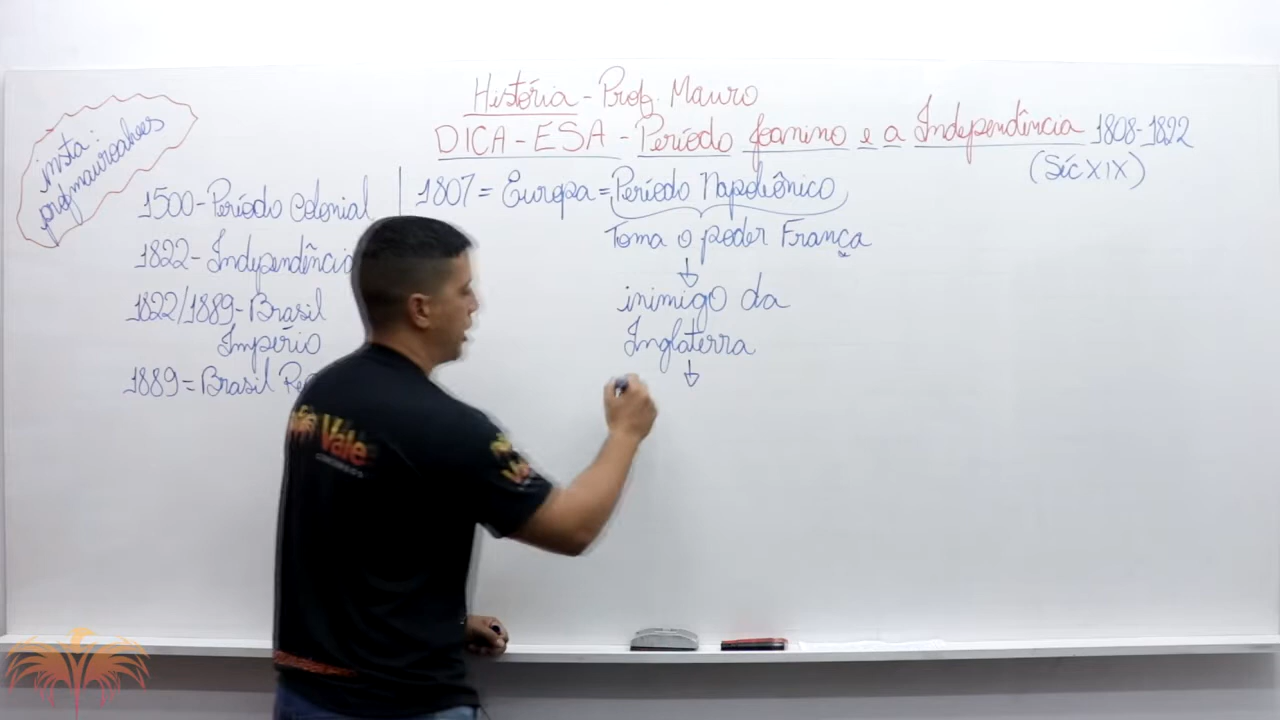 História - Prof. Mauro
DICA - ESA - Período Joanino e a Independência 1808-1822
(Séc XIX)
insta:
1500 - Período Colonial
1822 - Independência
1822/1889 - Brasil
Império
1889 = Brasil
1807 = Europa = Período Napoleônico
Toma o poder França
inimigo da
Inglaterra
Vale